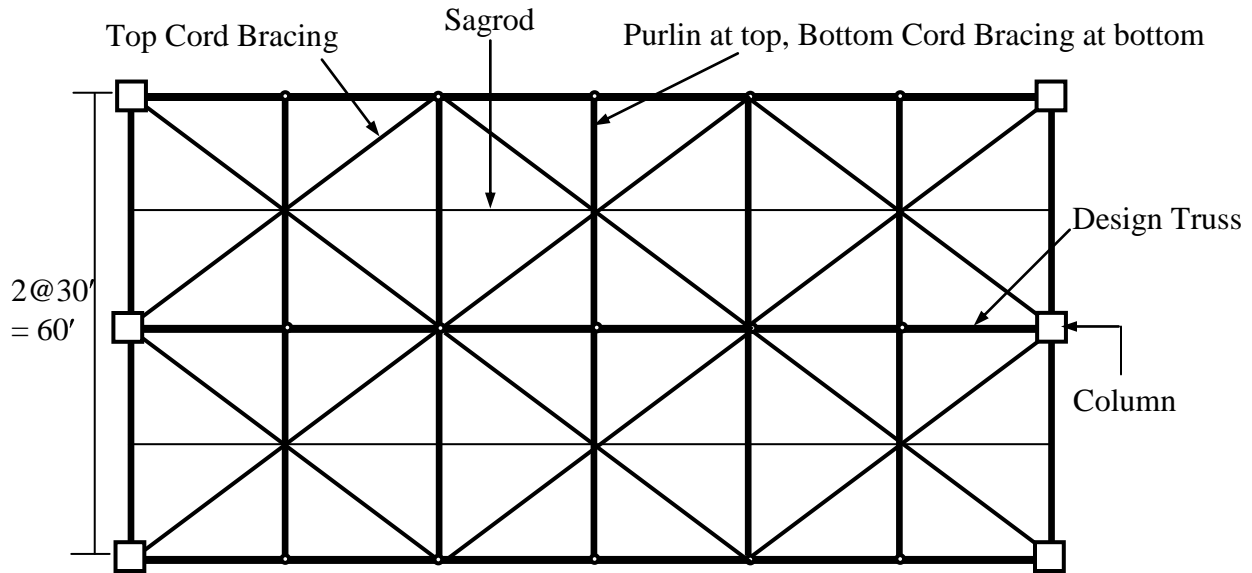 Top Cord Bracing
Sagrod
Purlin at top, Bottom Cord Bracing at bottom
Design Truss
2@30′
= 60′
Column